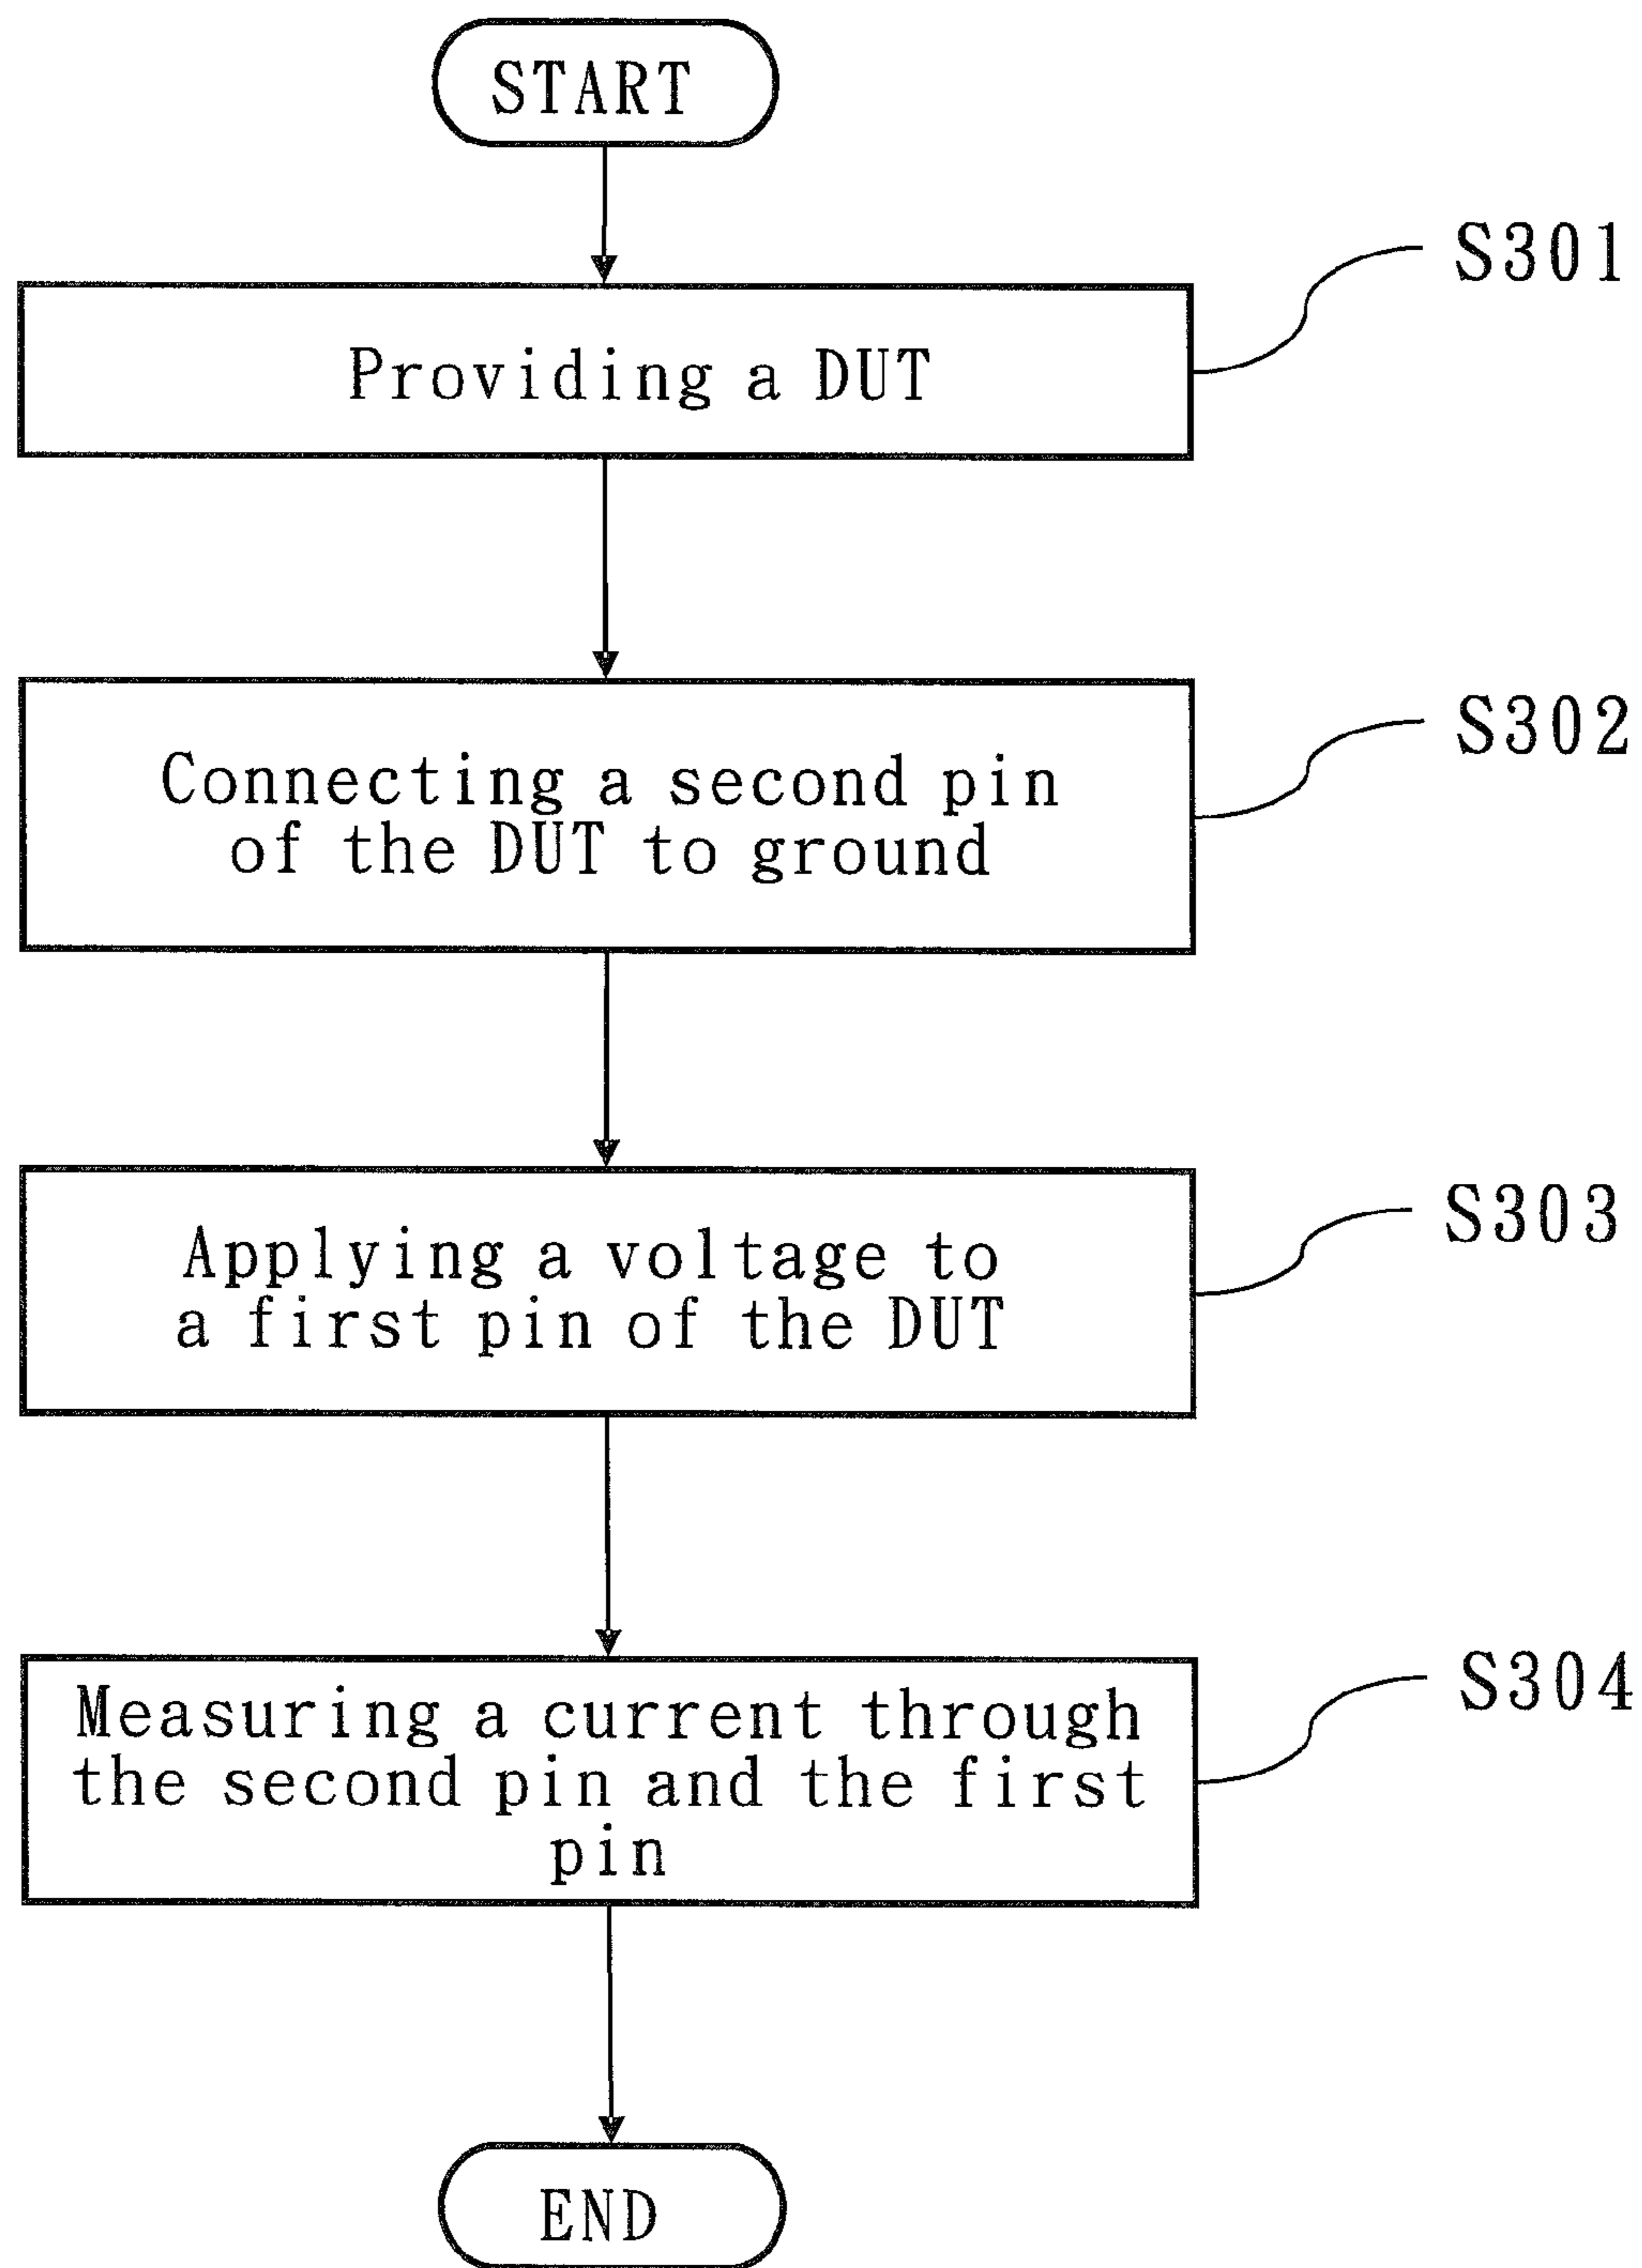 START
S301
Providing a DUT
S302
Connecting a second pin
of the DUT to ground
S303
Applying a voltage to
a first pin of the DUT
S304
Measuring a current through
the second pin and the first
pin
END